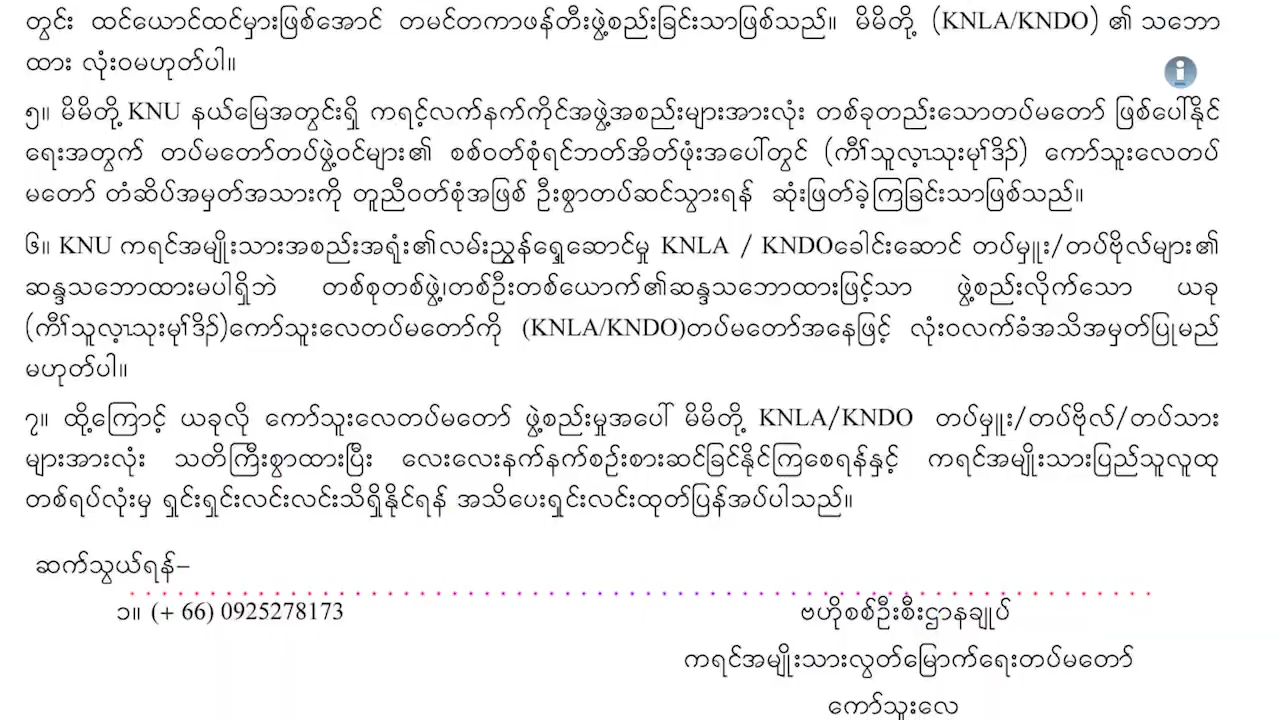 တွင်း ထင်ယောင်ထင်မှားဖြစ်အောင် တမင်တကာဖန်တီးဖွဲ့စည်းခြင်းသာဖြစ်သည်။ မိမိတို့ (KNLA/KNDO) ၏ သဘော
ထား လုံးဝမဟုတ်ပါ။
၅။ မိမိတို့ KNU နယ်မြေအတွင်းရှိ ကရင့်လက်နက်ကိုင်အဖွဲ့အစည်းများအားလုံး တစ်ခုတည်းသောတပ်မတော် ဖြစ်ပေါ်နိုင်
ရေးအတွက် တပ်မတော်တပ်ဖွဲ့ဝင်များ၏ စစ်ဝတ်စုံရင်ဘတ်အိတ်ဖုံးအပေါ်တွင် (ကီၢ်သူလ့ၤသုးမုၢ်ဒိၣ်) ကော်သူးလေတပ်
မတော် တံဆိပ်အမှတ်အသားကို တူညီဝတ်စုံအဖြစ် ဦးစွာတပ်ဆင်သွားရန် ဆုံးဖြတ်ခဲ့ကြခြင်းသာဖြစ်သည်။
၆။ KNU ကရင်အမျိုးသားအစည်းအရုံး၏လမ်းညွှန်ရှေ့ဆောင်မှု KNLA / KNDOခေါင်းဆောင် တပ်မှူး/တပ်ဗိုလ်များ၏
ဆန္ဒသဘောထားမပါရှိဘဲ တစ်စုတစ်ဖွဲ့၊တစ်ဦးတစ်ယောက်၏ဆန္ဒသဘောထားဖြင့်သာ ဖွဲ့စည်းလိုက်သော ယခု
(ကီၢ်သူလ့ၤသုးမုၢ်ဒိၣ်)ကော်သူးလေတပ်မတော်ကို (KNLA/KNDO)တပ်မတော်အနေဖြင့် လုံးဝလက်ခံအသိအမှတ်ပြုမည်
မဟုတ်ပါ။
၇။ ထို့ကြောင့် ယခုလို ကော်သူးလေတပ်မတော် ဖွဲ့စည်းမှုအပေါ် မိမိတို့ KNLA/KNDO တပ်မှူး/တပ်ဗိုလ်/တပ်သား
များအားလုံး သတိကြီးစွာထားပြီး လေးလေးနက်နက်စဉ်းစားဆင်ခြင်နိုင်ကြစေရန်နှင့် ကရင်အမျိုးသားပြည်သူလူထု
တစ်ရပ်လုံးမှ ရှင်းရှင်းလင်းလင်းသိရှိနိုင်ရန် အသိပေးရှင်းလင်းထုတ်ပြန်အပ်ပါသည်။
ဆက်သွယ်ရန်–
၁။ (+ 66) 0925278173
ဗဟိုစစ်ဦးစီးဌာနချုပ်
ကရင်အမျိုးသားလွတ်မြောက်ရေးတပ်မတော်
ကော်သူးလေ